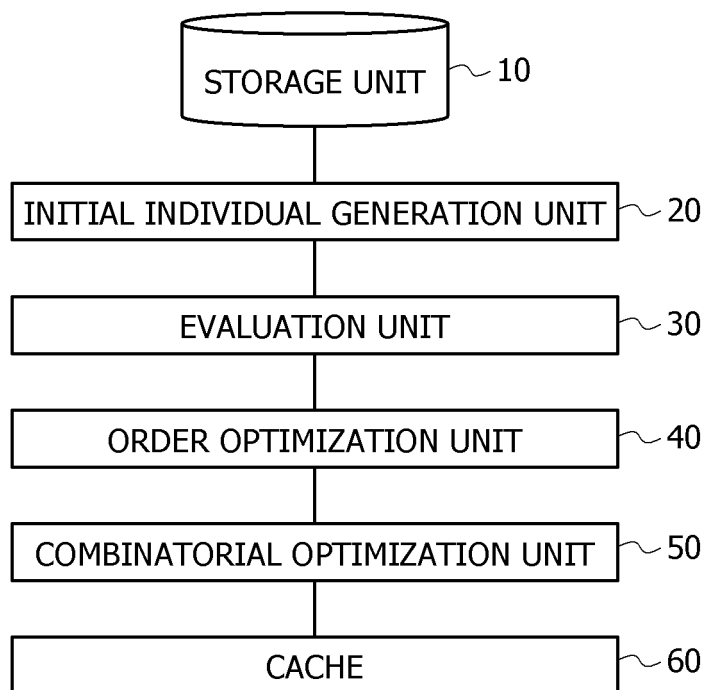 STORAGE UNIT 10
INITIAL INDIVIDUAL GENERATION UNIT 20
EVALUATION UNIT 30
ORDER OPTIMIZATION UNIT 40
COMBINATORIAL OPTIMIZATION UNIT 50
CACHE 60